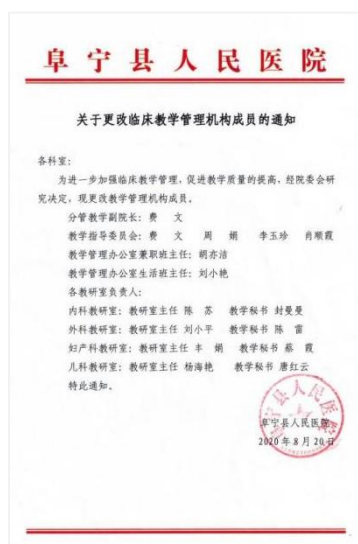 阜宁县人民医院
关于更改临床教学管理机构成员的通知
各科室：
为进一步加强临床教学管理，促进教学质量的提高，经院委会研
究决定，现更改教学管理机构成员。
分管教学副院长：费 文
教学指导委员会：费 文 周 娟 李玉珍 肖顺霞
教学管理办公室兼职班主任：胡亦洁
教学管理办公室生活班主任：刘小艳
各教研室负责人：
内科教研室：教研室主任 陈 苏 教学秘书 封曼曼
外科教研室：教研室主任 刘小平 教学秘书 陈 雷
妇产科教研室：教研室主任 丰 娟 教学秘书 蔡 霞
儿科教研室：教研室主任 杨海艳 教学秘书 唐红云
特此通知。
阜宁县人民医院
2020年8月20日